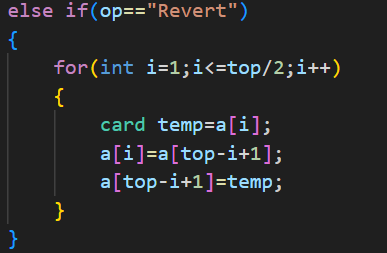 else if(op=="Revert")
{
    for(int i=1;i<=top/2;i++)
    {
        card temp=a[i];
        a[i]=a[top-i+1];
        a[top-i+1]=temp;
    }
}